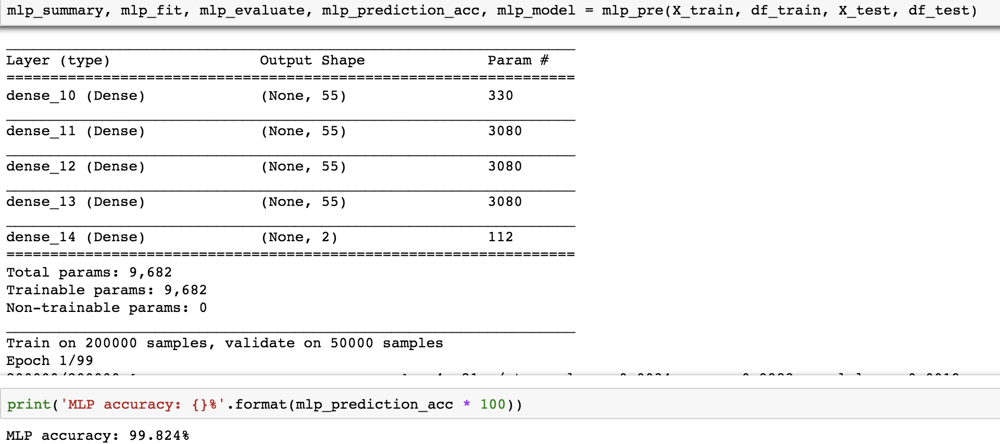 mlp_summary, mlp_fit, mlp_evaluate, mlp_prediction_acc, mlp_model = mlp_pre(X_train, df_train, X_test, df_test)
_________________________________________________________________
Layer (type)                 Output Shape              Param #
=================================================================
dense_10 (Dense)             (None, 55)                330
_________________________________________________________________
dense_11 (Dense)             (None, 55)                3080
_________________________________________________________________
dense_12 (Dense)             (None, 55)                3080
_________________________________________________________________
dense_13 (Dense)             (None, 55)                3080
_________________________________________________________________
dense_14 (Dense)             (None, 2)                 112
=================================================================
Total params: 9,682
Trainable params: 9,682
Non-trainable params: 0
_________________________________________________________________
Train on 200000 samples, validate on 50000 samples
Epoch 1/99
print('MLP accuracy: {}%'.format(mlp_prediction_acc * 100))
MLP accuracy: 99.824%